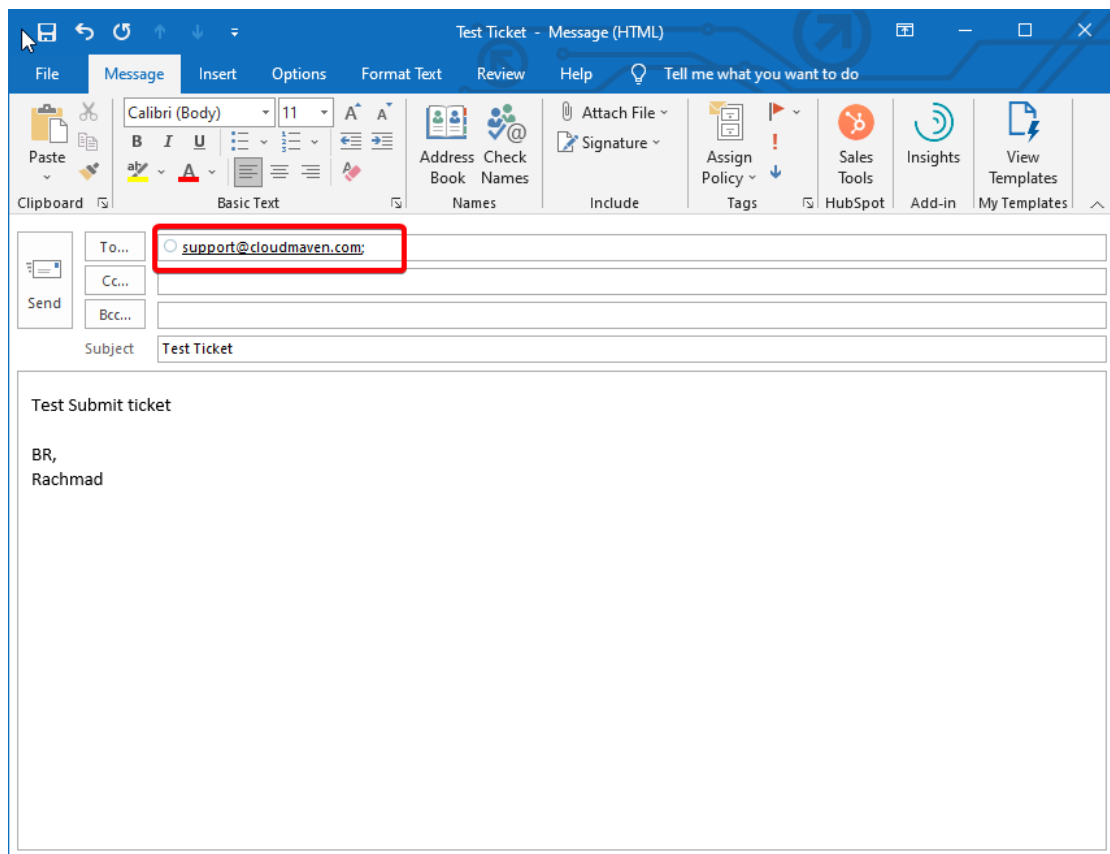 Test Ticket - Message (HTML)
File Message Insert Options Format Text Review Help Tell me what you want to do
Calibri (Body) 11 A A Attach File
B I U Signature
Paste Address Book Check Names Assign Policy Sales Tools Insights View Templates
Clipboard Basic Text Names Include Tags HubSpot Add-in My Templates
To... support@cloudmaven.com;
Cc...
Send
Bcc...
Subject Test Ticket
Test Submit ticket
BR,
Rachmad